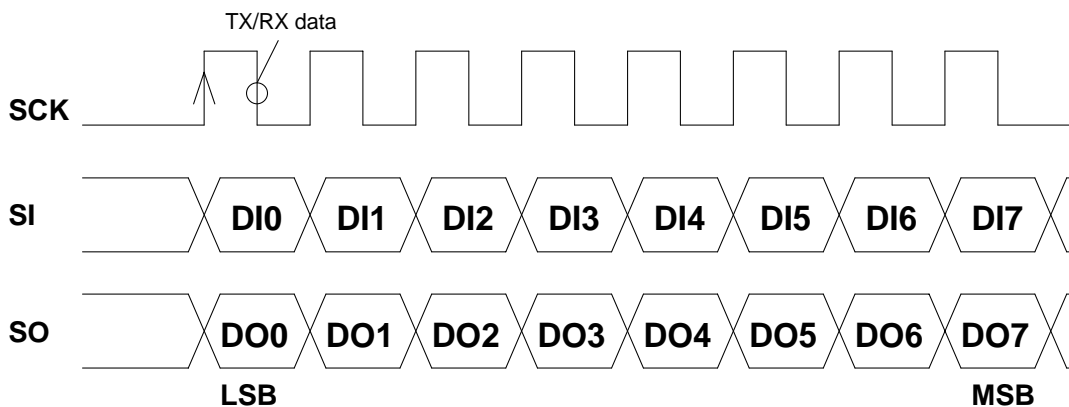 TX/RX data
SCK
SI DI0 DI1 DI2 DI3 DI4 DI5 DI6 DI7
SO DO0 DO1 DO2 DO3 DO4 DO5 DO6 DO7
LSB MSB